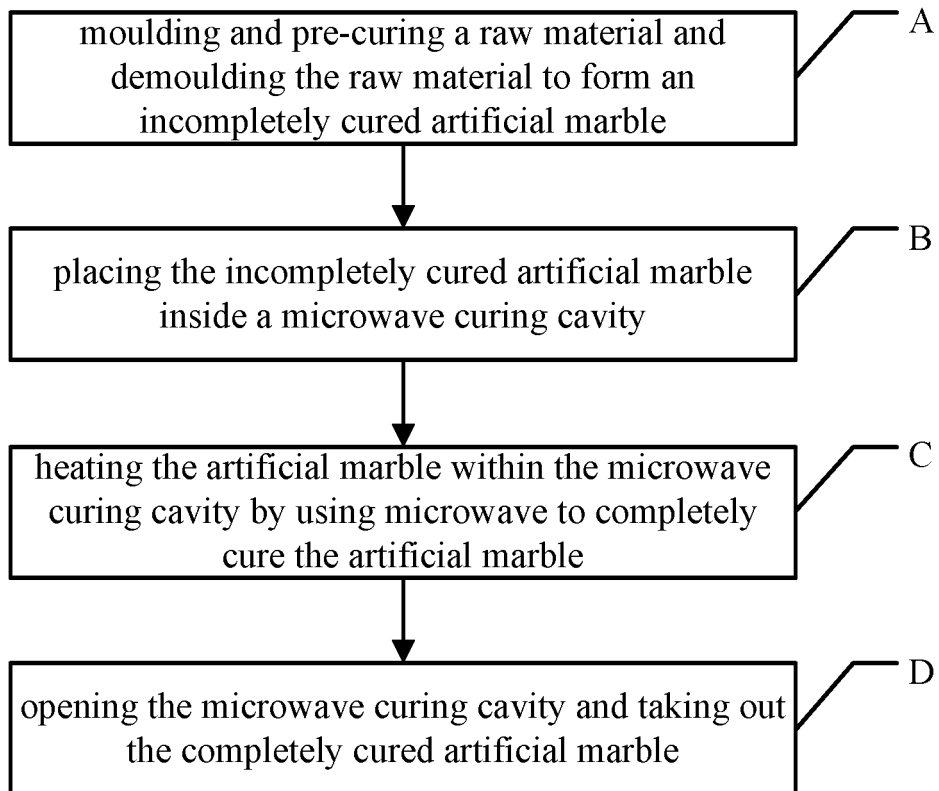 moulding and pre-curing a raw material and
demoulding the raw material to form an
incompletely cured artificial marble
A
placing the incompletely cured artificial marble
inside a microwave curing cavity
B
heating the artificial marble within the microwave
curing cavity by using microwave to completely
cure the artificial marble
C
opening the microwave curing cavity and taking out
the completely cured artificial marble
D